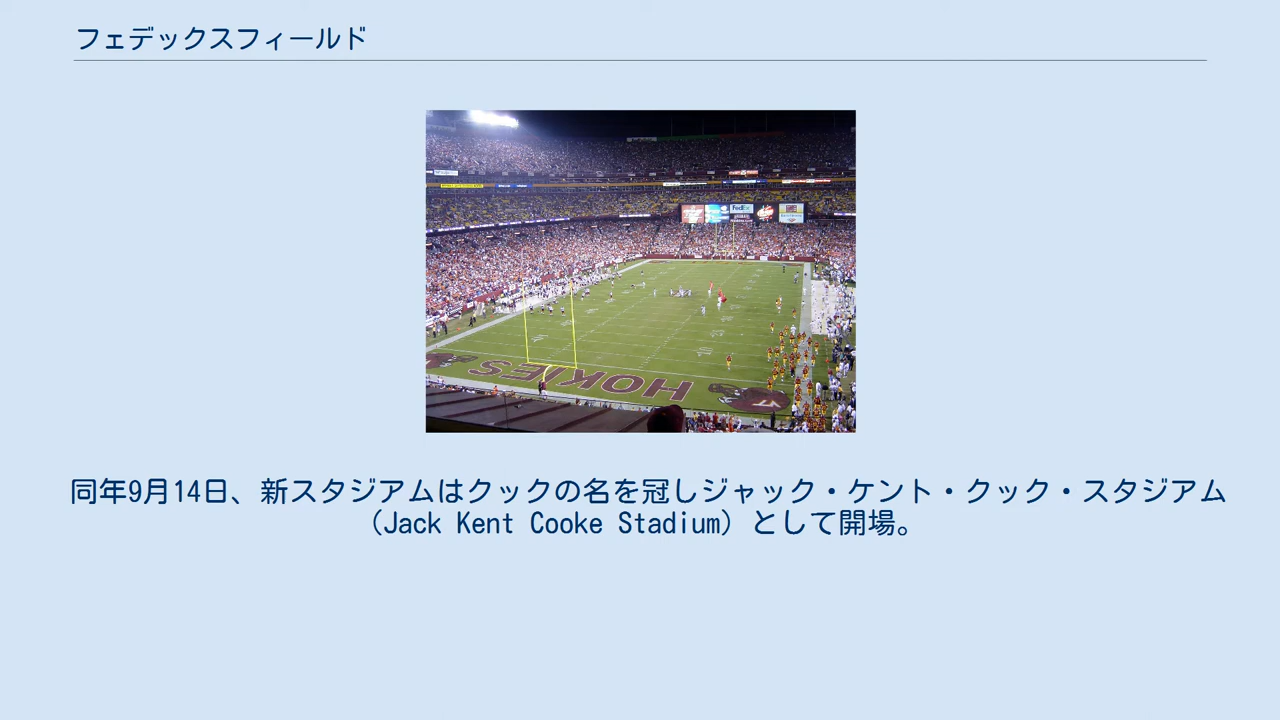 フェデックスフィールド
FedEx
HOKIES
同年9月14日、新スタジアムはクックの名を冠しジャック・ケント・クック・スタジアム
（Jack Kent Cooke Stadium）として開場。